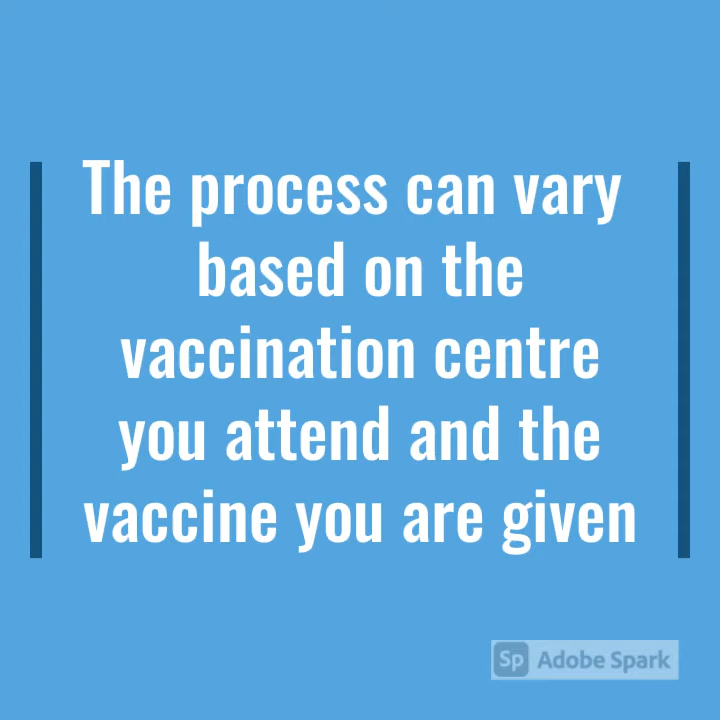 The process can vary
based on the
vaccination centre
you attend and the
vaccine you are given
Sp Adobe Spark